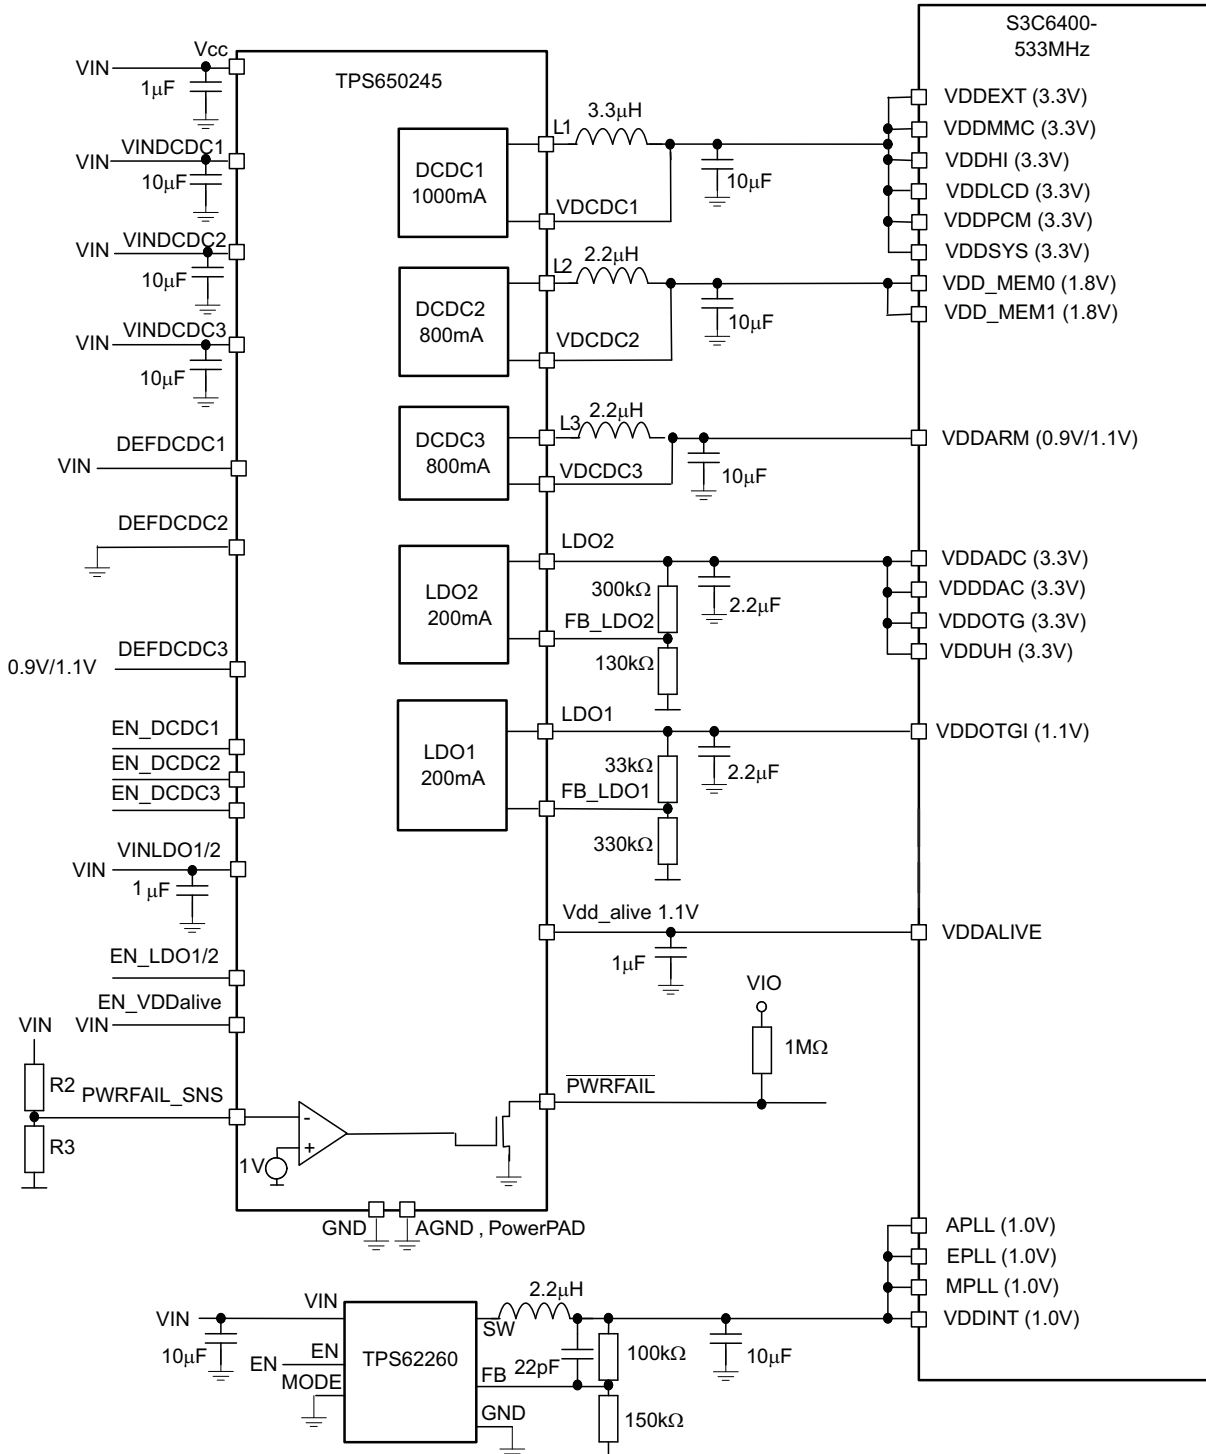 S3C6400-
533MHz
Vcc
VIN
1µF
TPS650245
VINDCDC1
VIN
10µF
VINDCDC2
VIN
10µF
VINDCDC3
VIN
10µF
DEFDCDC1
VIN
DEFDCDC2
DEFDCDC3
0.9V/1.1V
EN_DCDC1
EN_DCDC2
EN_DCDC3
VINLDO1/2
VIN
1µF
EN_LDO1/2
EN_VDDalive
VIN
VIN
R2
PWRFAIL_SNS
R3
1V
-
+
DCDC1
1000mA
L1
3.3µH
VDCDC1
10µF
DCDC2
800mA
L2
2.2µH
VDCDC2
10µF
DCDC3
800mA
L3
2.2µH
VDCDC3
10µF
LDO2
200mA
LDO2
300kΩ
FB_LDO2
130kΩ
2.2µF
LDO1
200mA
LDO1
33kΩ
FB_LDO1
330kΩ
2.2µF
Vdd_alive 1.1V
1µF
VIO
1MΩ
PWRFAIL
GND
AGND , PowerPAD
VDDEXT (3.3V)
VDDMMC (3.3V)
VDDHI (3.3V)
VDDLCD (3.3V)
VDDPCM (3.3V)
VDDSYS (3.3V)
VDD_MEM0 (1.8V)
VDD_MEM1 (1.8V)
VDDARM (0.9V/1.1V)
VDDADC (3.3V)
VDDDAC (3.3V)
VDDOTG (3.3V)
VDDUH (3.3V)
VDDOTGI (1.1V)
VDDALIVE
APLL (1.0V)
EPLL (1.0V)
MPLL (1.0V)
VDDINT (1.0V)
VIN
VIN
10µF
EN
EN
MODE
TPS62260
SW
2.2µH
FB
GND
22pF
100kΩ
150kΩ
10µF